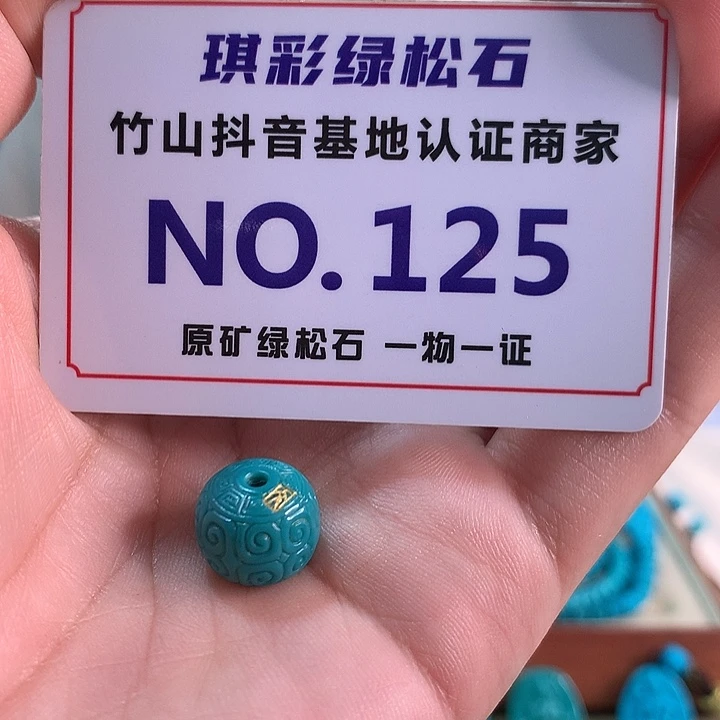 琪彩绿松石
竹山抖音基地认证商家
NO.125
原矿绿松石 一物一证